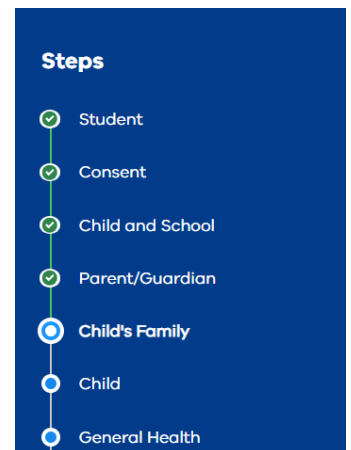 Steps
Student
Consent
Child and School
Parent/Guardian
Child's Family
Child
General Health